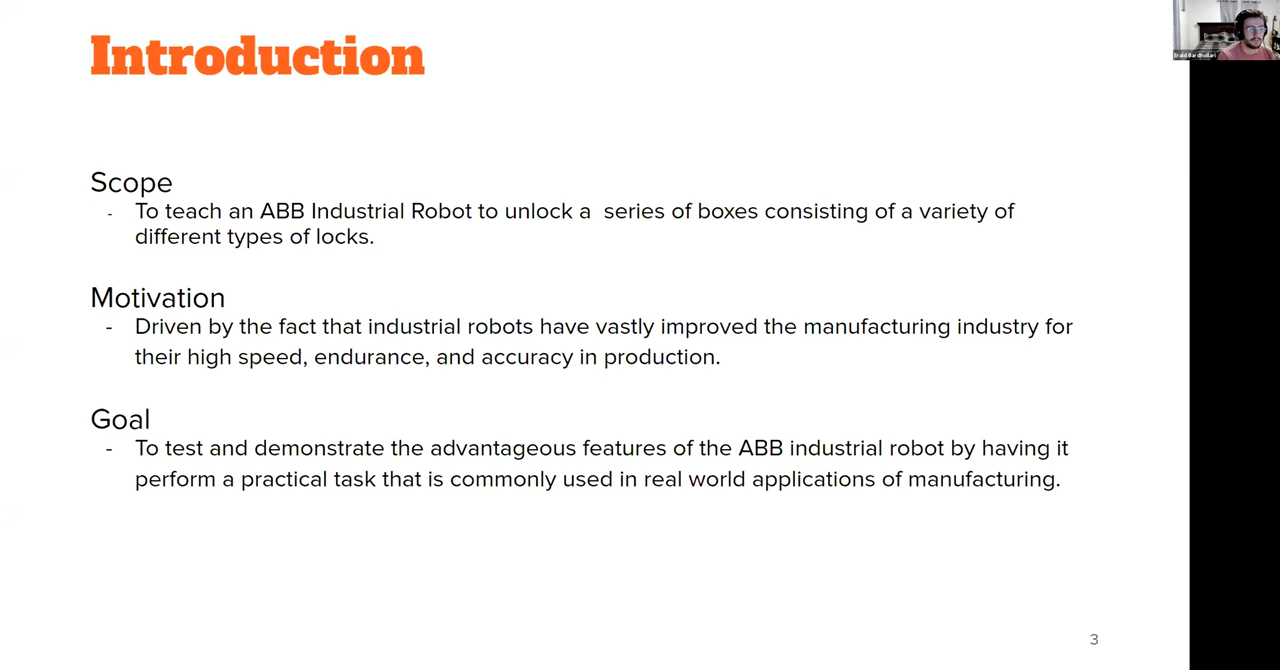 Introduction
Scope
- To teach an ABB Industrial Robot to unlock a  series of boxes consisting of a variety of
different types of locks.
Motivation
- Driven by the fact that industrial robots have vastly improved the manufacturing industry for
their high speed, endurance, and accuracy in production.
Goal
- To test and demonstrate the advantageous features of the ABB industrial robot by having it
perform a practical task that is commonly used in real world applications of manufacturing.
3